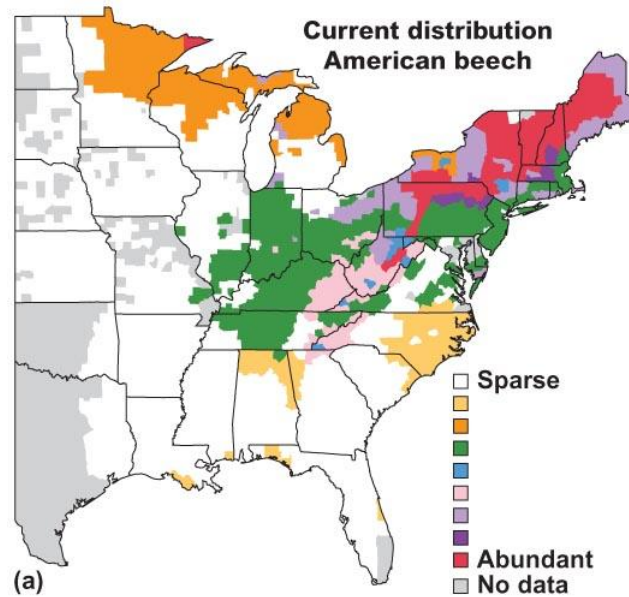 Current distribution
American beech
Sparse
Abundant
No data
(a)